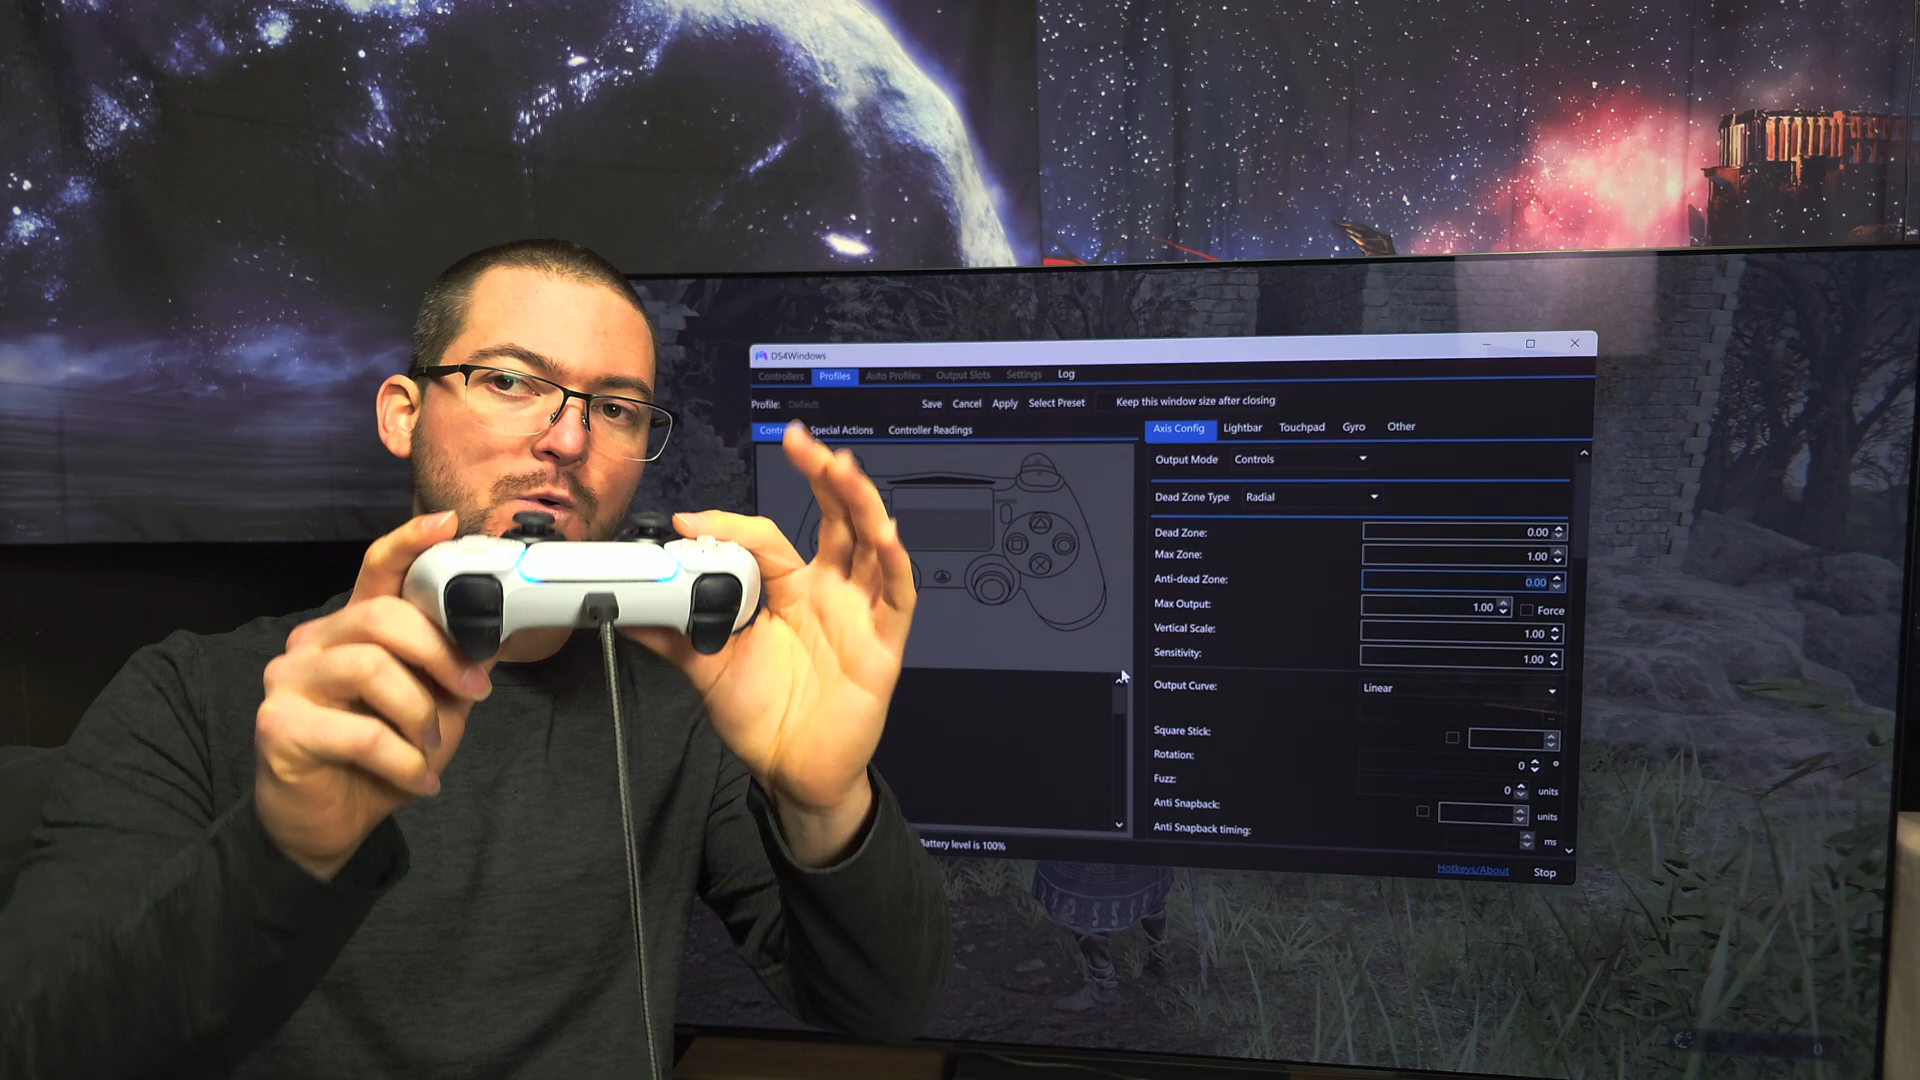 DS4Windows
Controllers Profiles Auto Profiles Output Slots Settings Log
Profile: Default Save Cancel Apply Select Preset Keep this window size after closing
Special Actions Controller Readings
Axis Config Lightbar Touchpad Gyro Other
Output Mode Controls
Dead Zone Type Radial
Dead Zone: 0.00
Max Zone: 1.00
Anti-dead Zone: 0.00
Max Output: 1.00 Force
Vertical Scale: 1.00
Sensitivity: 1.00
Output Curve: Linear
Square Stick:
Rotation: 0 °
Fuzz: 0 units
Anti Snapback: units
Anti Snapback timing: ms
Battery level is 100%
Hotkeys/About Stop
0